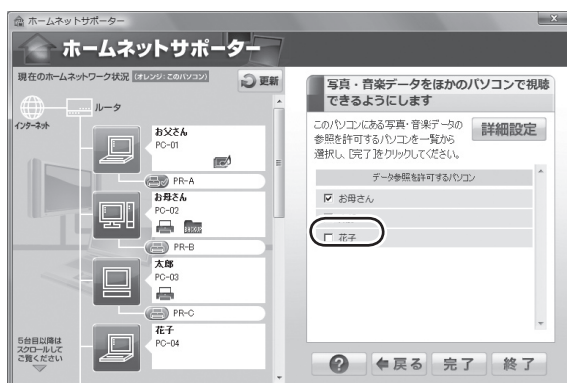 ホームネットサポーター
ホームネットサポーター
現在のホームネットワーク状況 (オレンジ:このパソコン)
更新
インターネット
ルータ
お父さん
PC-01
PR-A
お母さん
PC-02
BACKUP
PR-B
太郎
PC-03
PR-C
花子
PC-04
5台目以降は
スクロールして
ご覧ください
写真・音楽データをほかのパソコンで視聴
できるようにします
このパソコンにある写真・音楽データの
参照を許可するパソコンを一覧から
選択し、[完了]をクリックしてください。
詳細設定
データ参照を許可するパソコン
お母さん
花子
?
戻る
完了
終了